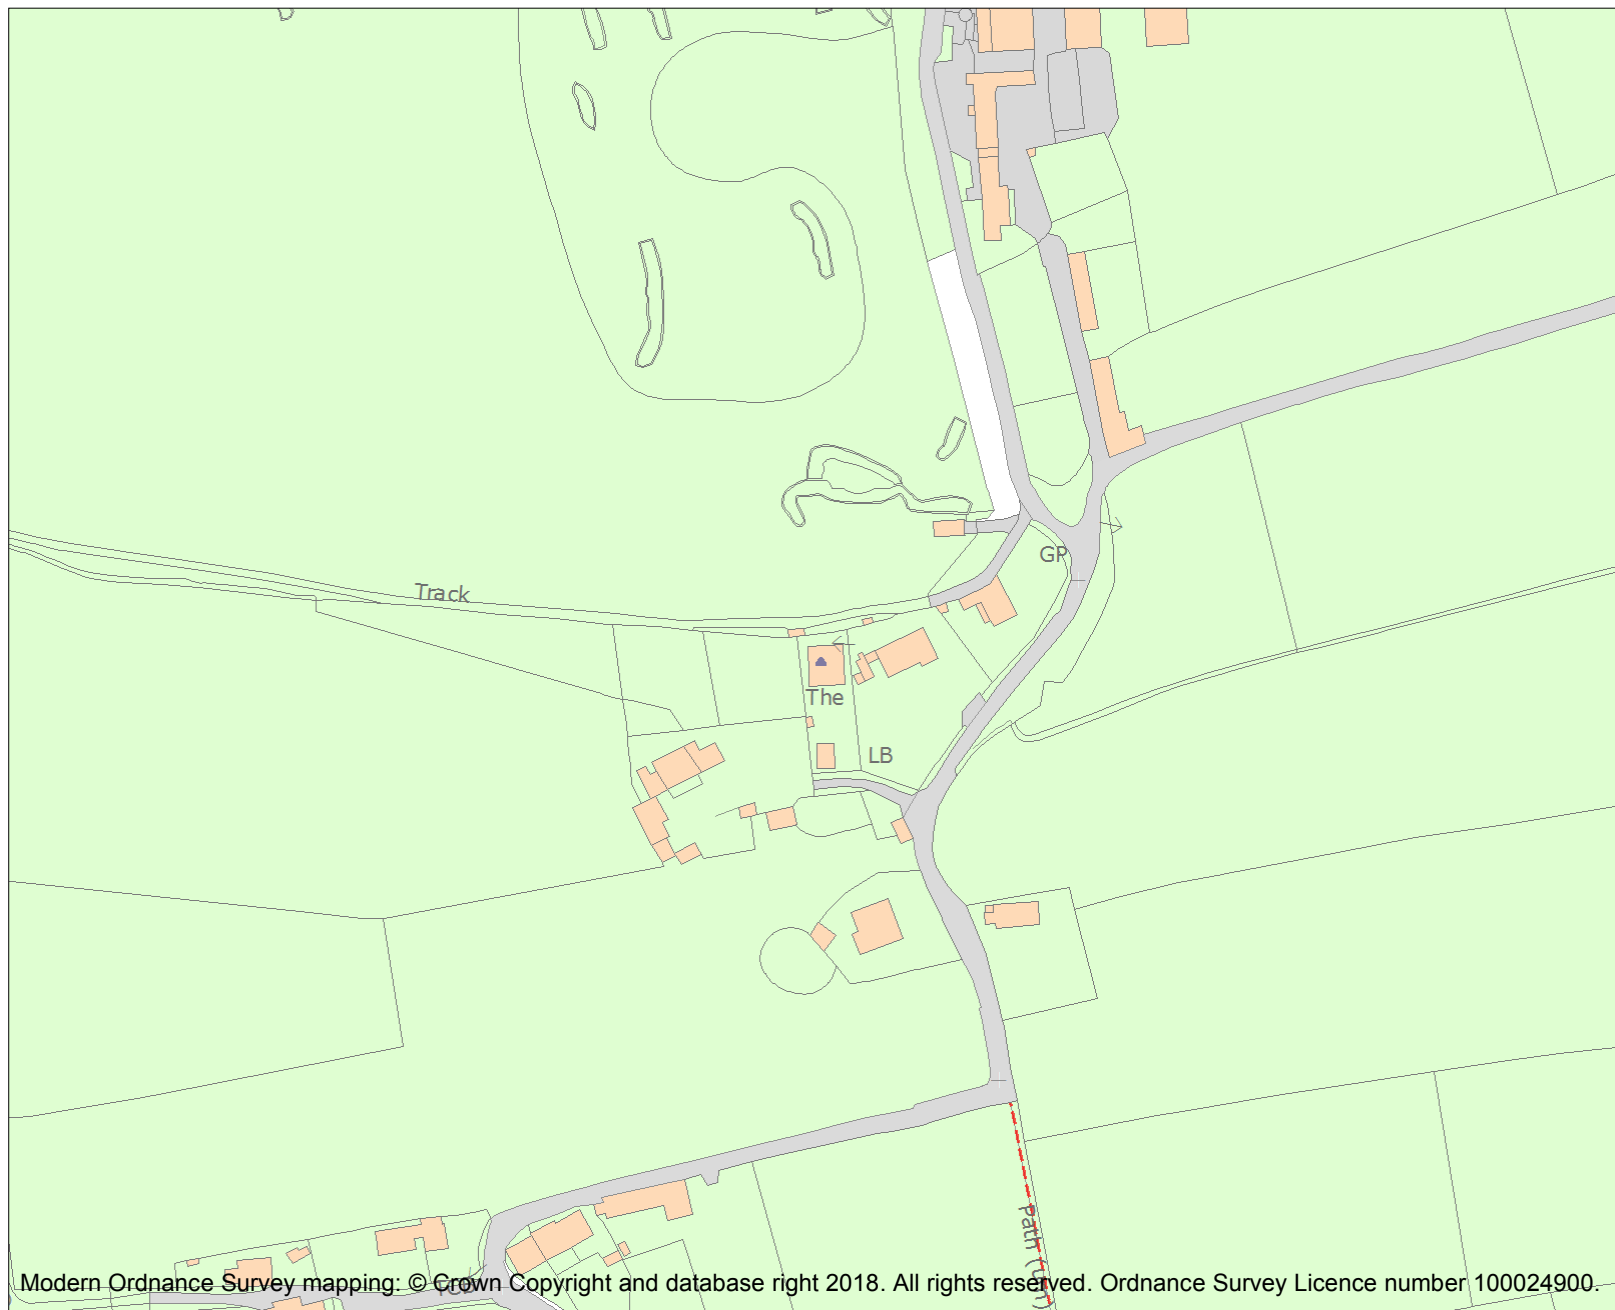 GP
Track
The
LB
Path (um)
TCB
Modern Ordnance Survey mapping: © Crown Copyright and database right 2018. All rights reserved. Ordnance Survey Licence number 100024900.